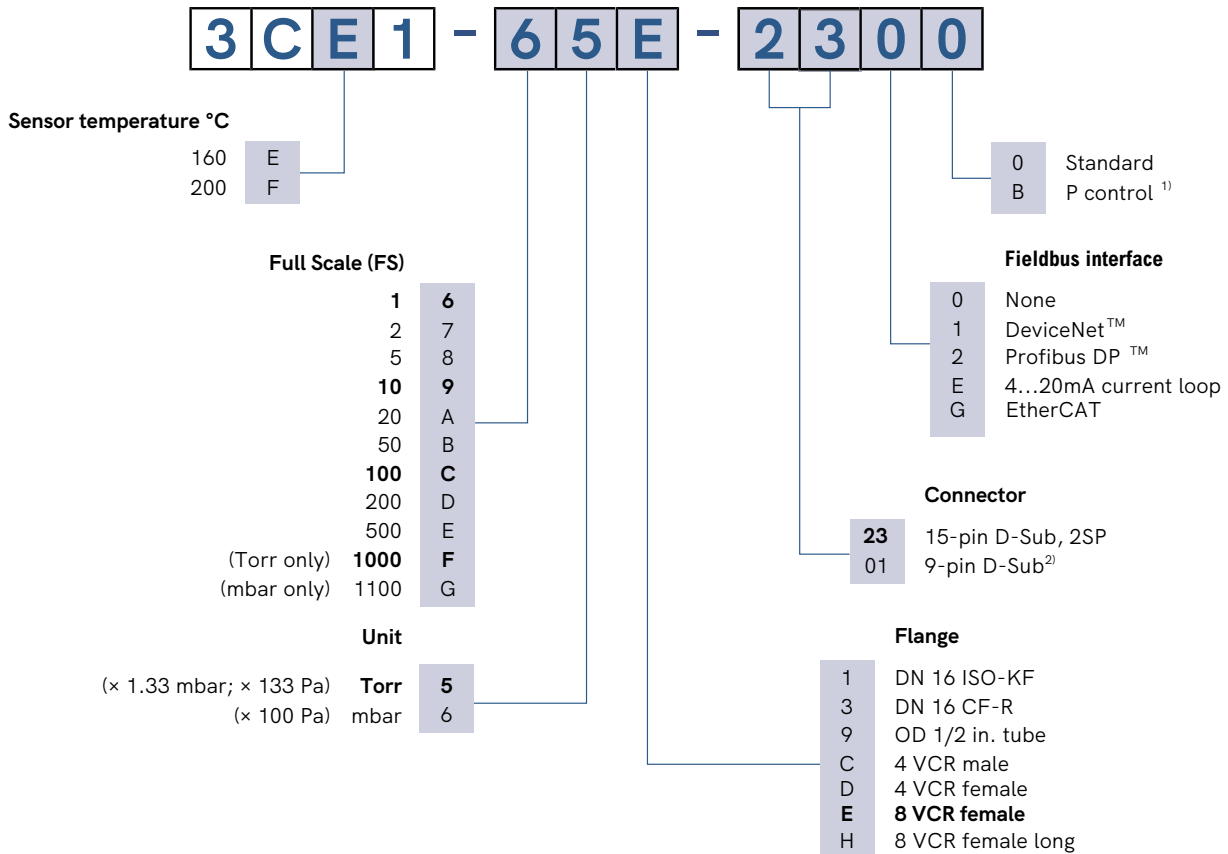 3CE1 - 65E - 2300
Sensor temperature °C
160 E
200 F
0 Standard
B P control 1)
Full Scale (FS)
1 6
2 7
5 8
10 9
20 A
50 B
100 C
200 D
500 E
(Torr only) 1000 F
(mbar only) 1100 G
Fieldbus interface
0 None
1 DeviceNet™
2 Profibus DP ™
E 4...20mA current loop
G EtherCAT
Connector
23 15-pin D-Sub, 2SP
01 9-pin D-Sub2)
Unit
(× 1.33 mbar; × 133 Pa) Torr 5
(× 100 Pa) mbar 6
Flange
1 DN 16 ISO-KF
3 DN 16 CF-R
9 OD 1/2 in. tube
C 4 VCR male
D 4 VCR female
E 8 VCR female
H 8 VCR female long